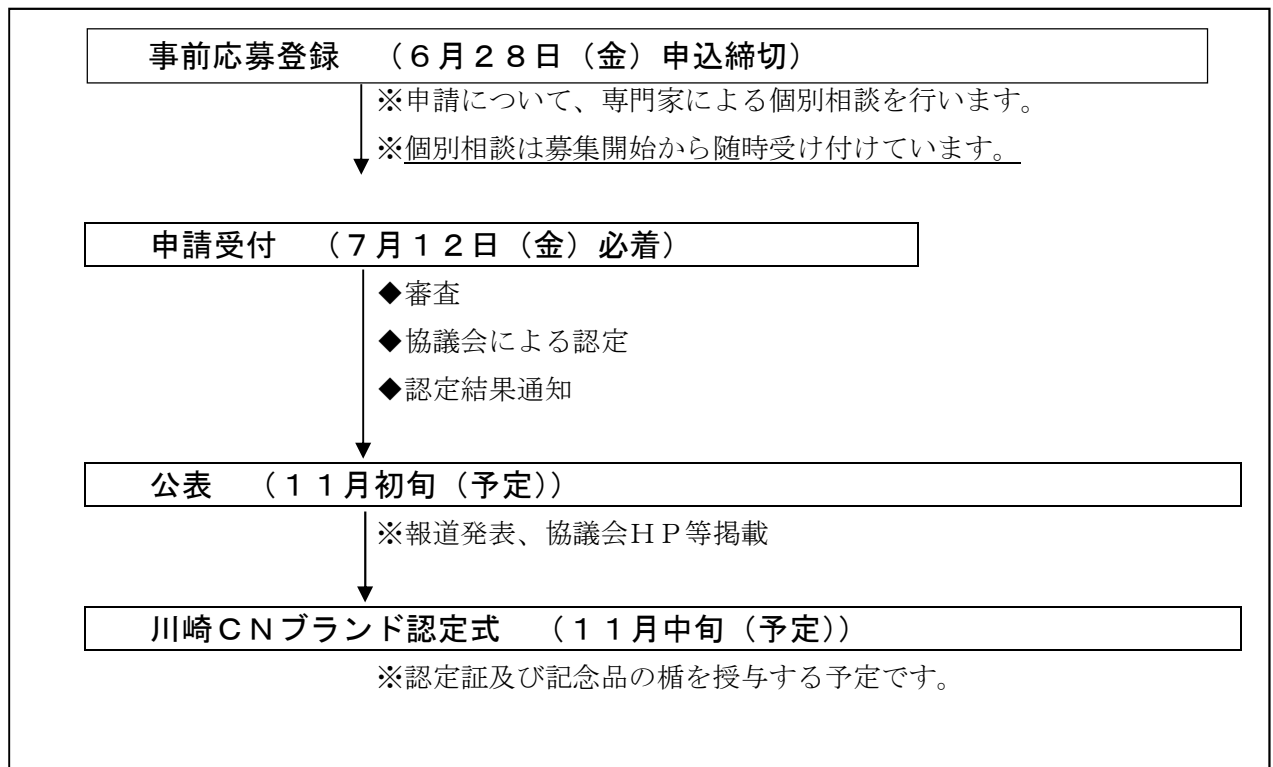 事前応募登録　（６月２８日（金）申込締切）
※申請について、専門家による個別相談を行います。
※個別相談は募集開始から随時受け付けています。
申請受付　（７月１２日（金）必着）
◆審査
◆協議会による認定
◆認定結果通知
公表　（１１月初旬（予定））
※報道発表、協議会ＨＰ等掲載
川崎ＣＮブランド認定式　（１１月中旬（予定））
※認定証及び記念品の楯を授与する予定です。